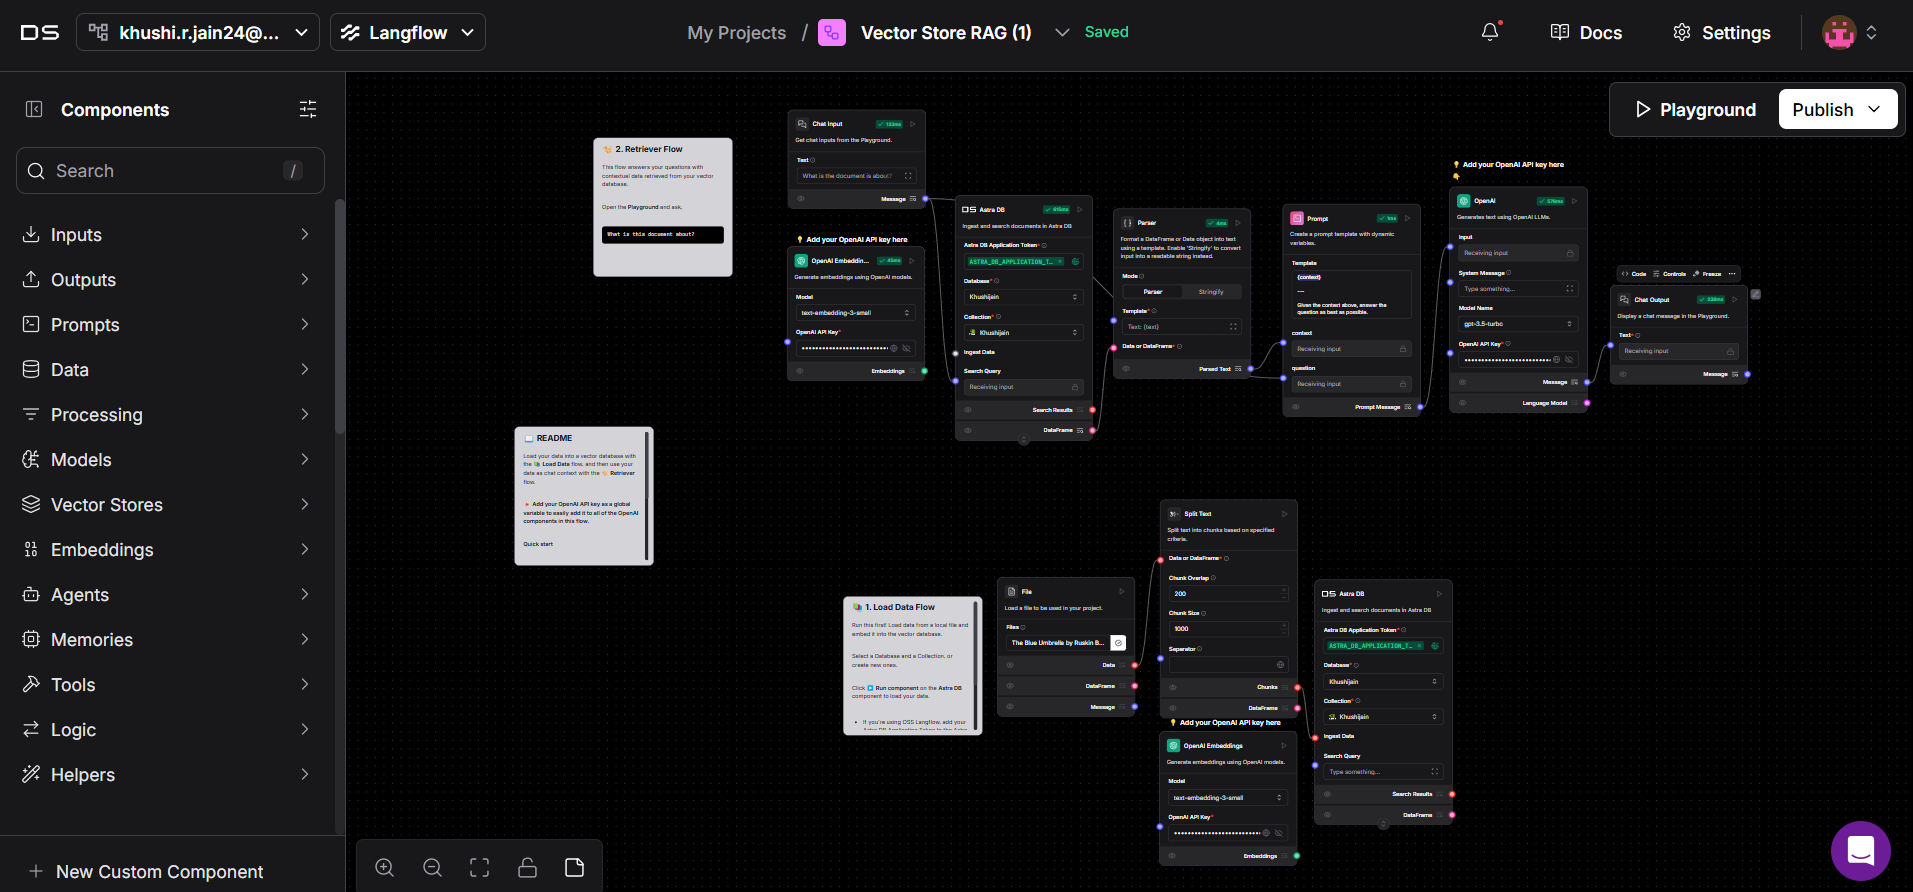 DS
khushi.r.jain24@...
Langflow
My Projects / Vector Store RAG (1)
Saved
Docs
Settings
Components
Search /
Inputs
Outputs
Prompts
Data
Processing
Models
Vector Stores
Embeddings
Agents
Memories
Tools
Logic
Helpers
New Custom Component
Playground
Publish
2. Retriever Flow
This flow answers your questions with
contextual data retrieved from your vector
database.
Open the Playground and ask,
What is this document about?
Chat Input
133ms
Get chat inputs from the Playground.
Text
What is the document is about?
Message
Add your OpenAI API key here
OpenAI Embeddin...
45ms
Generate embeddings using OpenAI models.
Model
text-embedding-3-small
OpenAI API Key*
Embeddings
DS Astra DB
615ms
Ingest and search documents in Astra DB
Astra DB Application Token*
ASTRA_DB_APPLICATION_T...
Database*
Khushijain
Collection*
Khushijain
Ingest Data
Search Query
Receiving input
Search Results
DataFrame
Parser
4ms
Format a DataFrame or Data object into text
using a template. Enable 'Stringify' to convert
input into a readable string instead.
Mode
Parser
Stringify
Template*
Text: {text}
Data or DataFrame*
Parsed Text
Prompt
1ms
Create a prompt template with dynamic
variables.
Template
{context}
---
Given the context above, answer the
question as best as possible.
context
Receiving input
question
Receiving input
Prompt Message
Add your OpenAI API key here
OpenAI
576ms
Generates text using OpenAI LLMs.
Input
Receiving input
System Message
Type something...
Model Name
gpt-3.5-turbo
OpenAI API Key*
Message
Language Model
Code
Controls
Freeze
...
Chat Output
238ms
Display a chat message in the Playground.
Text*
Receiving input
Message
README
Load your data into a vector database with
the Load Data flow, and then use your
data as chat context with the Retriever
flow.
Add your OpenAI API key as a global
variable to easily add it to all of the OpenAI
components in this flow.
Quick start
1. Load Data Flow
Run this first! Load data from a local file and
embed it into the vector database.
Select a Database and a Collection, or
create new ones.
Click Run component on the Astra DB
component to load your data.
• If you're using OSS Langflow, add your
Astra DB Application Token to the Astra
File
Load a file to be used in your project.
Files
The Blue Umbrella by Ruskin B...
Data
DataFrame
Message
Split Text
Split text into chunks based on specified
criteria.
Data or DataFrame*
Chunk Overlap
200
Chunk Size
1000
Separator
Chunks
DataFrame
Add your OpenAI API key here
OpenAI Embeddings
Generate embeddings using OpenAI models.
Model
text-embedding-3-small
OpenAI API Key*
Embeddings
DS Astra DB
Ingest and search documents in Astra DB
Astra DB Application Token*
ASTRA_DB_APPLICATION_T...
Database*
Khushijain
Collection*
Khushijain
Ingest Data
Search Query
Type something...
Search Results
DataFrame